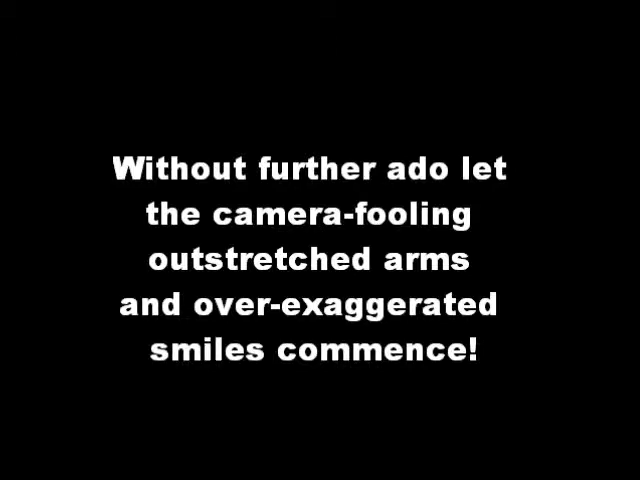 Without further ado let
the camera-fooling
outstretched arms
and over-exaggerated
smiles commence!